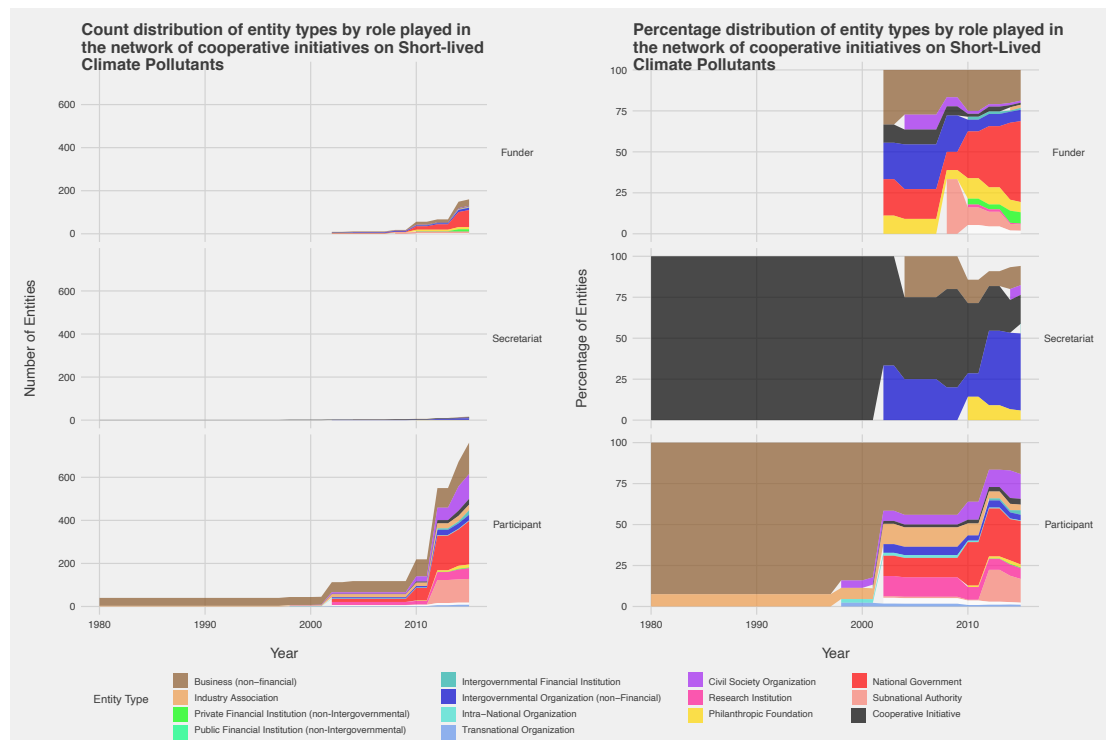 Count distribution of entity types by role played in
the network of cooperative initiatives on Short-lived
Climate Pollutants
600
400
200
0
Funder
600
400
200
0
Secretariat
600
400
200
0
Participant
1980
1990
2000
2010
Number of Entities
Year
Percentage distribution of entity types by role played in
the network of cooperative initiatives on Short-Lived
Climate Pollutants
100
75
50
25
0
Funder
100
75
50
25
0
Secretariat
100
75
50
25
0
Participant
1980
1990
2000
2010
Percentage of Entities
Year
Entity Type
Business (non-financial)
Industry Association
Private Financial Institution (non-Intergovernmental)
Public Financial Institution (non-Intergovernmental)
Intergovernmental Financial Institution
Intergovernmental Organization (non-Financial)
Intra-National Organization
Transnational Organization
Civil Society Organization
Research Institution
Philanthropic Foundation
National Government
Subnational Authority
Cooperative Initiative